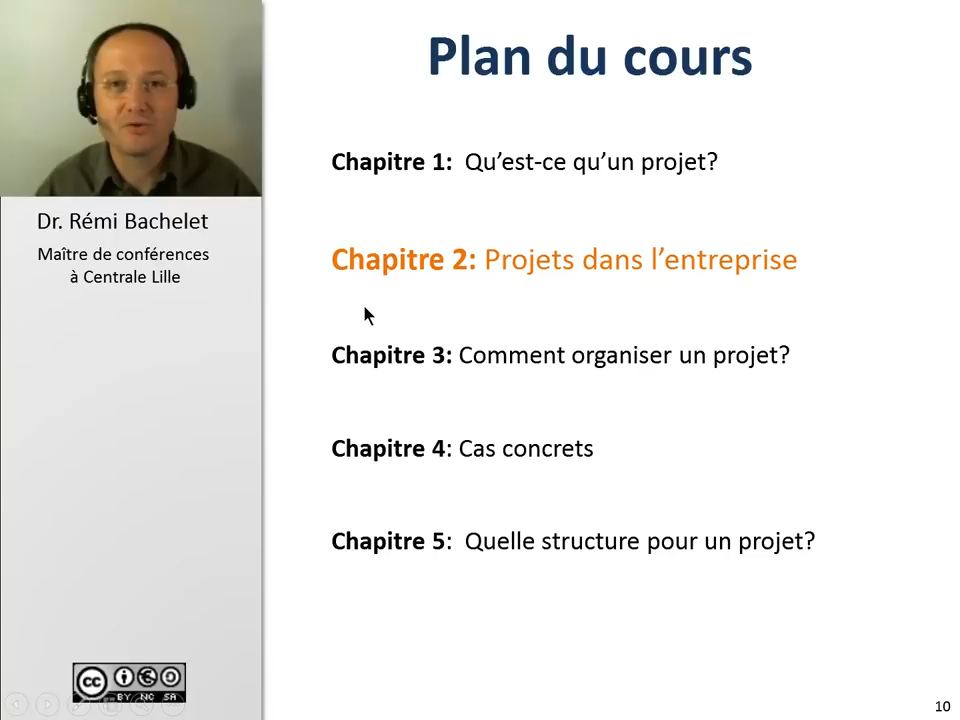 Plan du cours
Chapitre 1: Qu’est-ce qu’un projet?
Dr. Rémi Bachelet
Maître de conférences
à Centrale Lille
Chapitre 2: Projets dans l’entreprise
Chapitre 3: Comment organiser un projet?
Chapitre 4: Cas concrets
Chapitre 5: Quelle structure pour un projet?
cc
BY NC SA
10